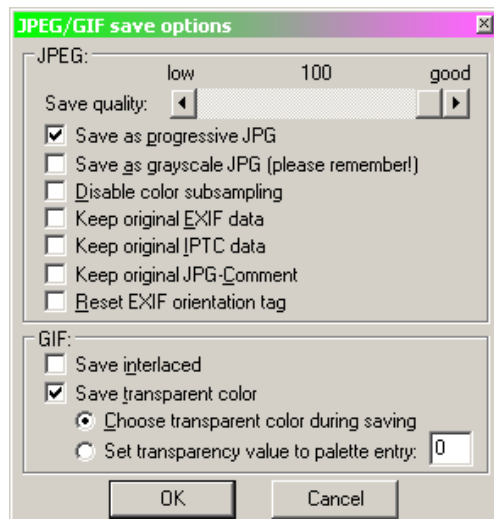 JPEG/GIF save options
JPEG:
low 100 good
Save quality:
Save as progressive JPG
Save as grayscale JPG (please remember!)
Disable color subsampling
Keep original EXIF data
Keep original IPTC data
Keep original JPG-Comment
Reset EXIF orientation tag
GIF:
Save interlaced
Save transparent color
Choose transparent color during saving
Set transparency value to palette entry: 0
OK Cancel